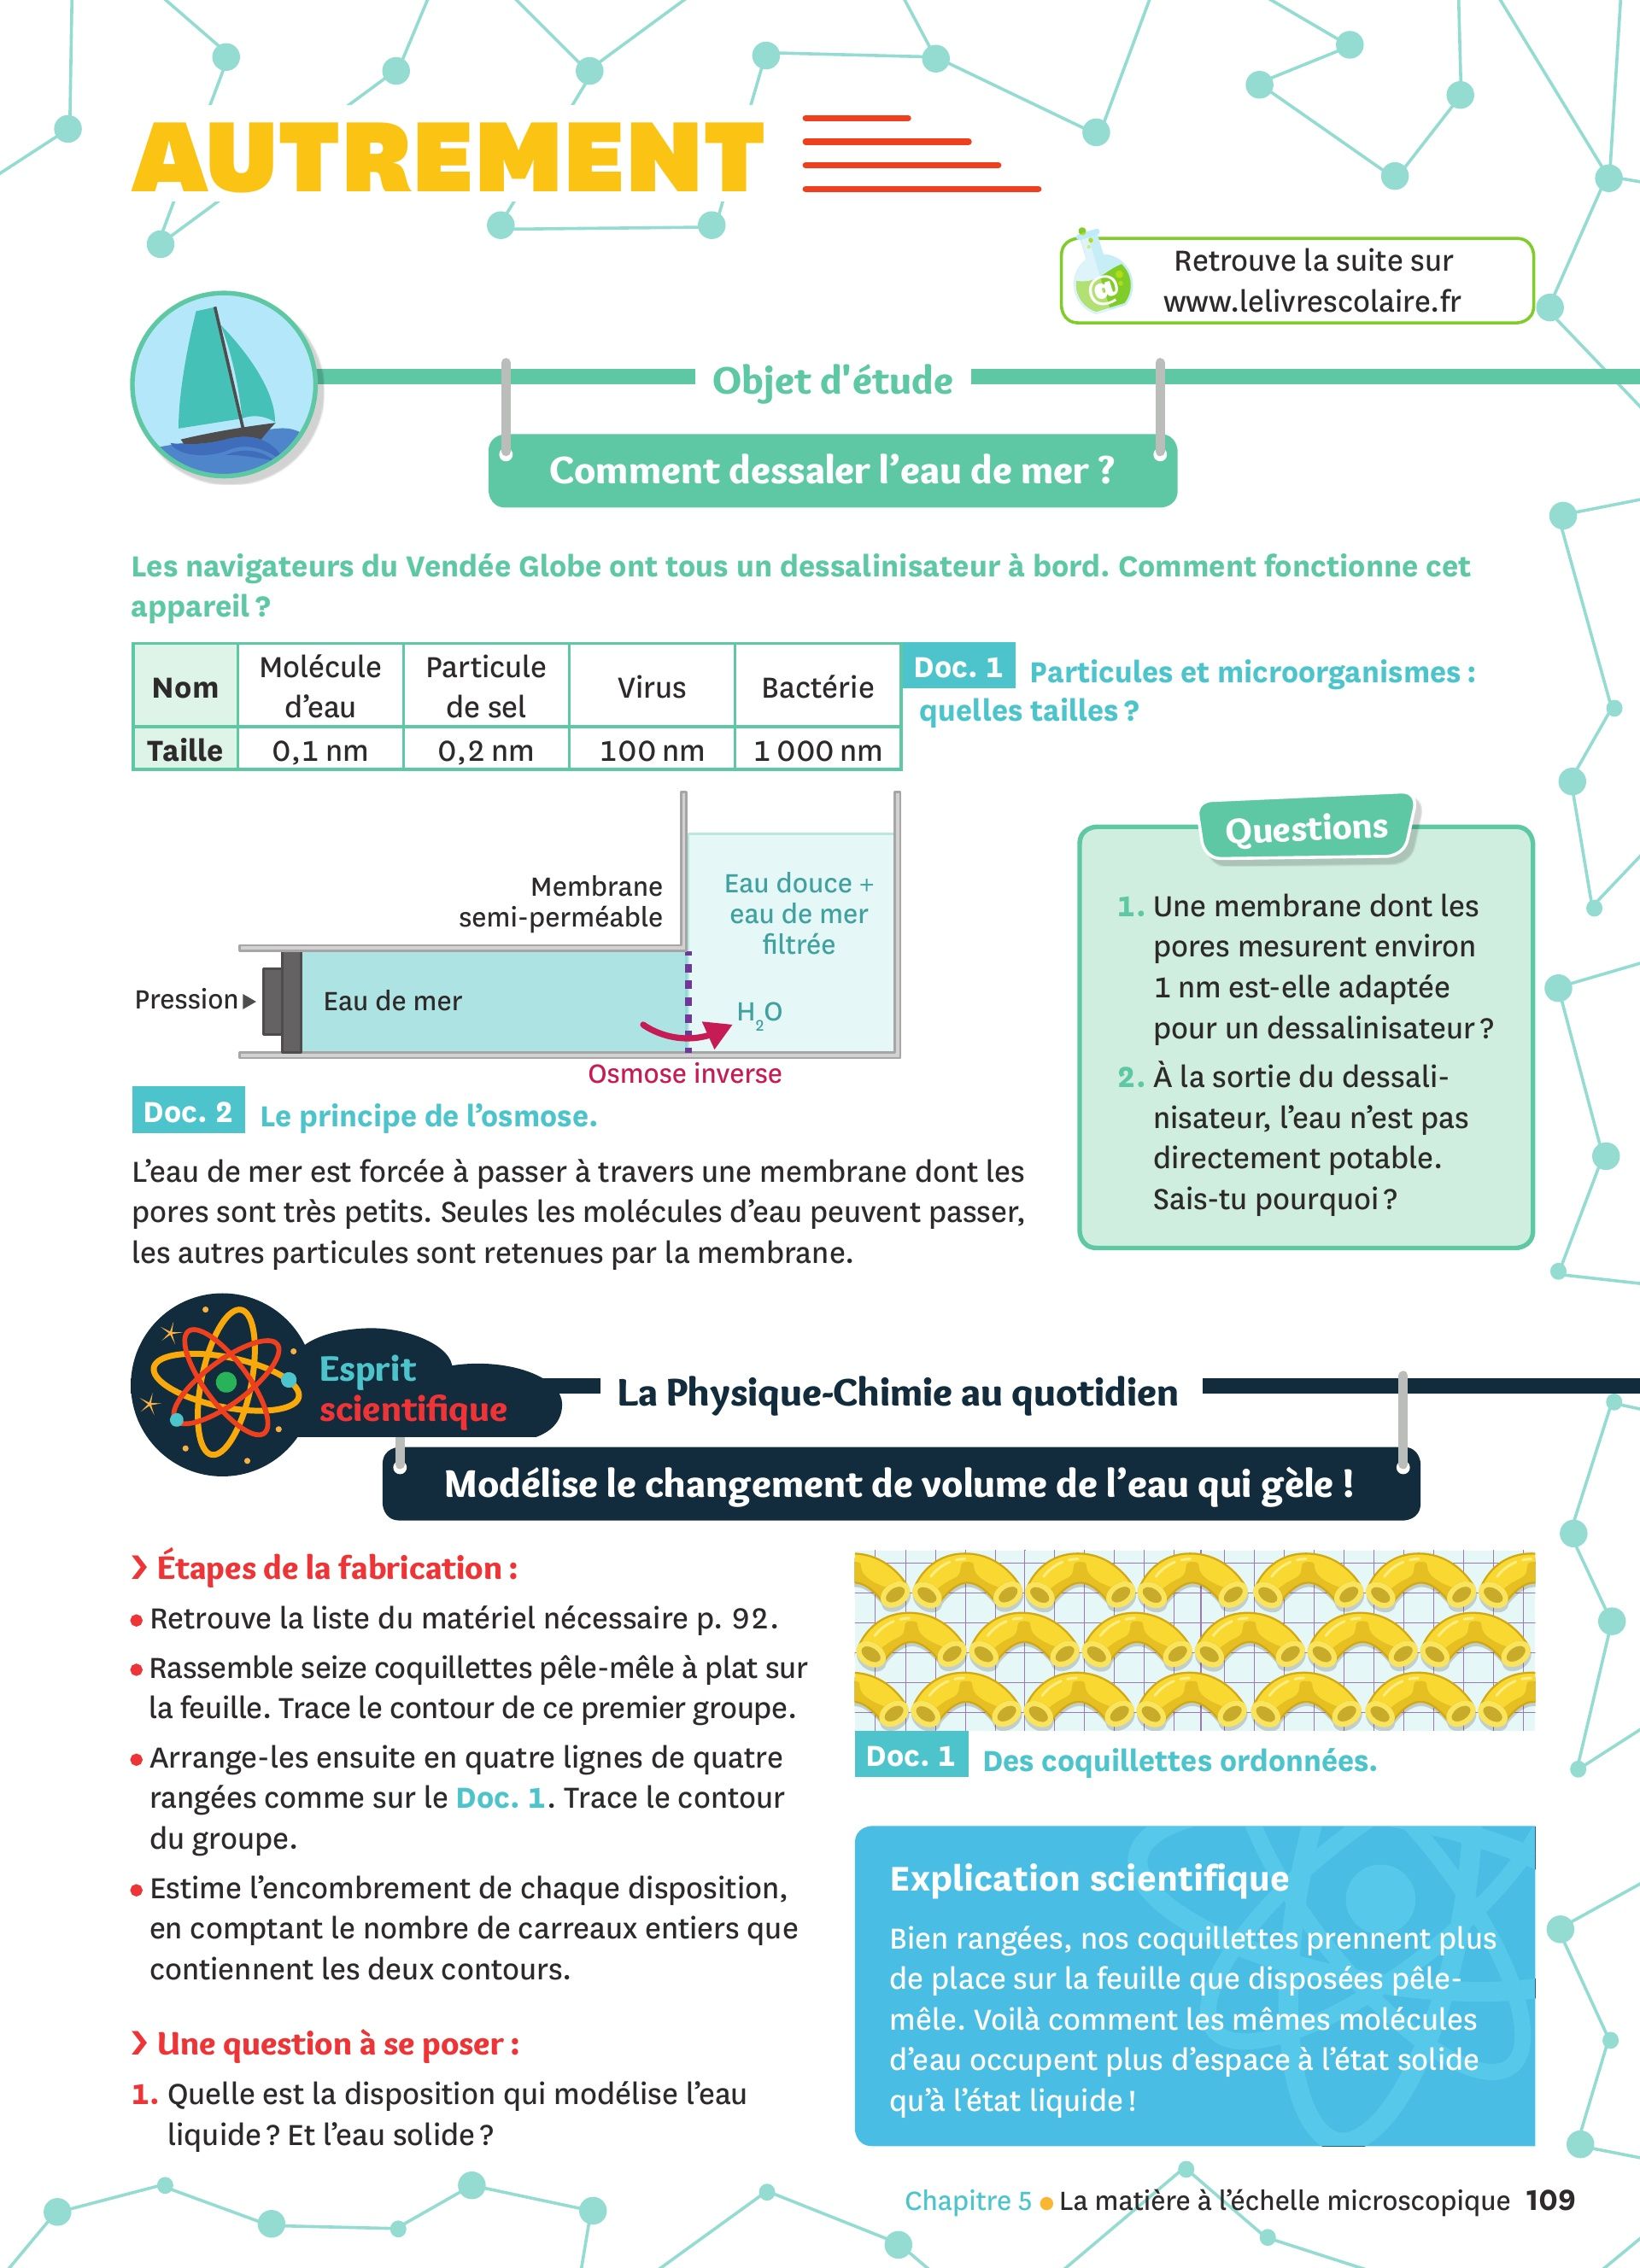 AUTREMENT
Retrouve la suite sur
www.lelivrescolaire.fr
Objet d'étude
Comment dessaler l’eau de mer ?
Les navigateurs du Vendée Globe ont tous un dessalinisateur à bord. Comment fonctionne cet
appareil ?
Nom
Molécule
d’eau
Particule
de sel
Virus
Bactérie
Taille
0,1 nm
0,2 nm
100 nm
1 000 nm
Doc. 1 Particules et microorganismes :
quelles tailles ?
Membrane
semi-perméable
Eau douce +
eau de mer
filtrée
Pression
Eau de mer
H₂O
Osmose inverse
Doc. 2 Le principe de l’osmose.
L’eau de mer est forcée à passer à travers une membrane dont les
pores sont très petits. Seules les molécules d’eau peuvent passer,
les autres particules sont retenues par la membrane.
Questions
1. Une membrane dont les
pores mesurent environ
1 nm est-elle adaptée
pour un dessalinisateur ?
2. À la sortie du dessali-
nisateur, l’eau n’est pas
directement potable.
Sais-tu pourquoi ?
Esprit
scientifique
La Physique-Chimie au quotidien
Modélise le changement de volume de l’eau qui gèle !
Étapes de la fabrication :
• Retrouve la liste du matériel nécessaire p. 92.
• Rassemble seize coquillettes pêle-mêle à plat sur
la feuille. Trace le contour de ce premier groupe.
• Arrange-les ensuite en quatre lignes de quatre
rangées comme sur le Doc. 1. Trace le contour
du groupe.
• Estime l’encombrement de chaque disposition,
en comptant le nombre de carreaux entiers que
contiennent les deux contours.
Une question à se poser :
1. Quelle est la disposition qui modélise l’eau
liquide ? Et l’eau solide ?
Doc. 1 Des coquillettes ordonnées.
Explication scientifique
Bien rangées, nos coquillettes prennent plus
de place sur la feuille que disposées pêle-
mêle. Voilà comment les mêmes molécules
d’eau occupent plus d’espace à l’état solide
qu’à l’état liquide !
Chapitre 5 • La matière à l’échelle microscopique 109
@